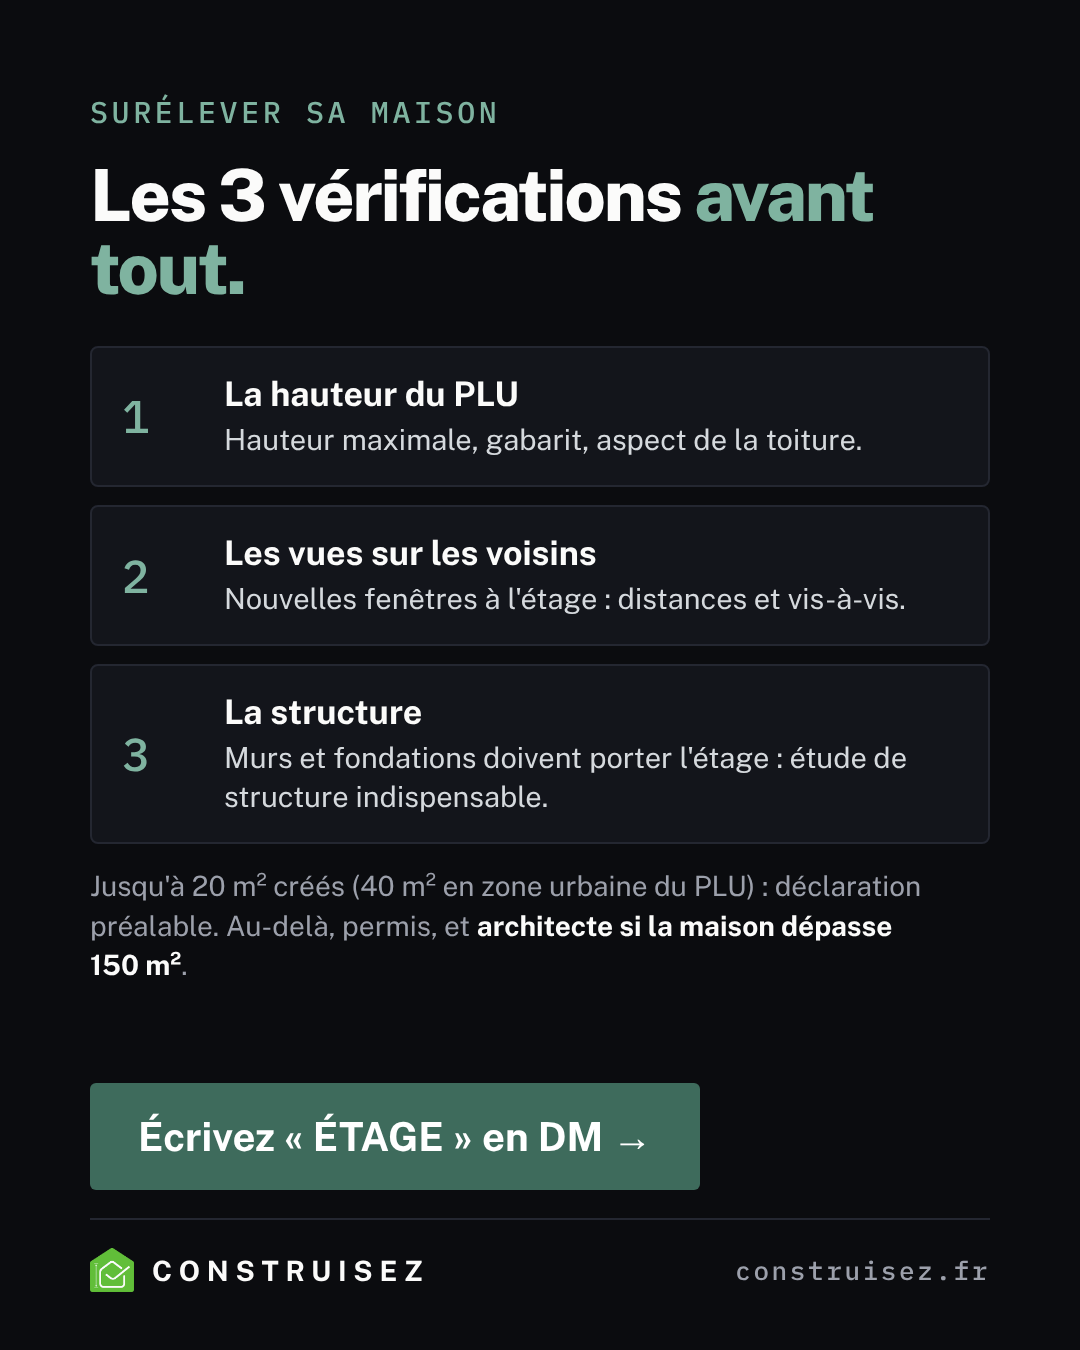 SURÉLEVER SA MAISON
Les 3 vérifications avant
tout.
1
La hauteur du PLU
Hauteur maximale, gabarit, aspect de la toiture.
2
Les vues sur les voisins
Nouvelles fenêtres à l'étage : distances et vis-à-vis.
3
La structure
Murs et fondations doivent porter l'étage : étude de
structure indispensable.
Jusqu'à 20 m² créés (40 m² en zone urbaine du PLU) : déclaration
préalable. Au-delà, permis, et architecte si la maison dépasse
150 m².
Écrivez « ÉTAGE » en DM →
CONSTRUISEZ
construisez.fr